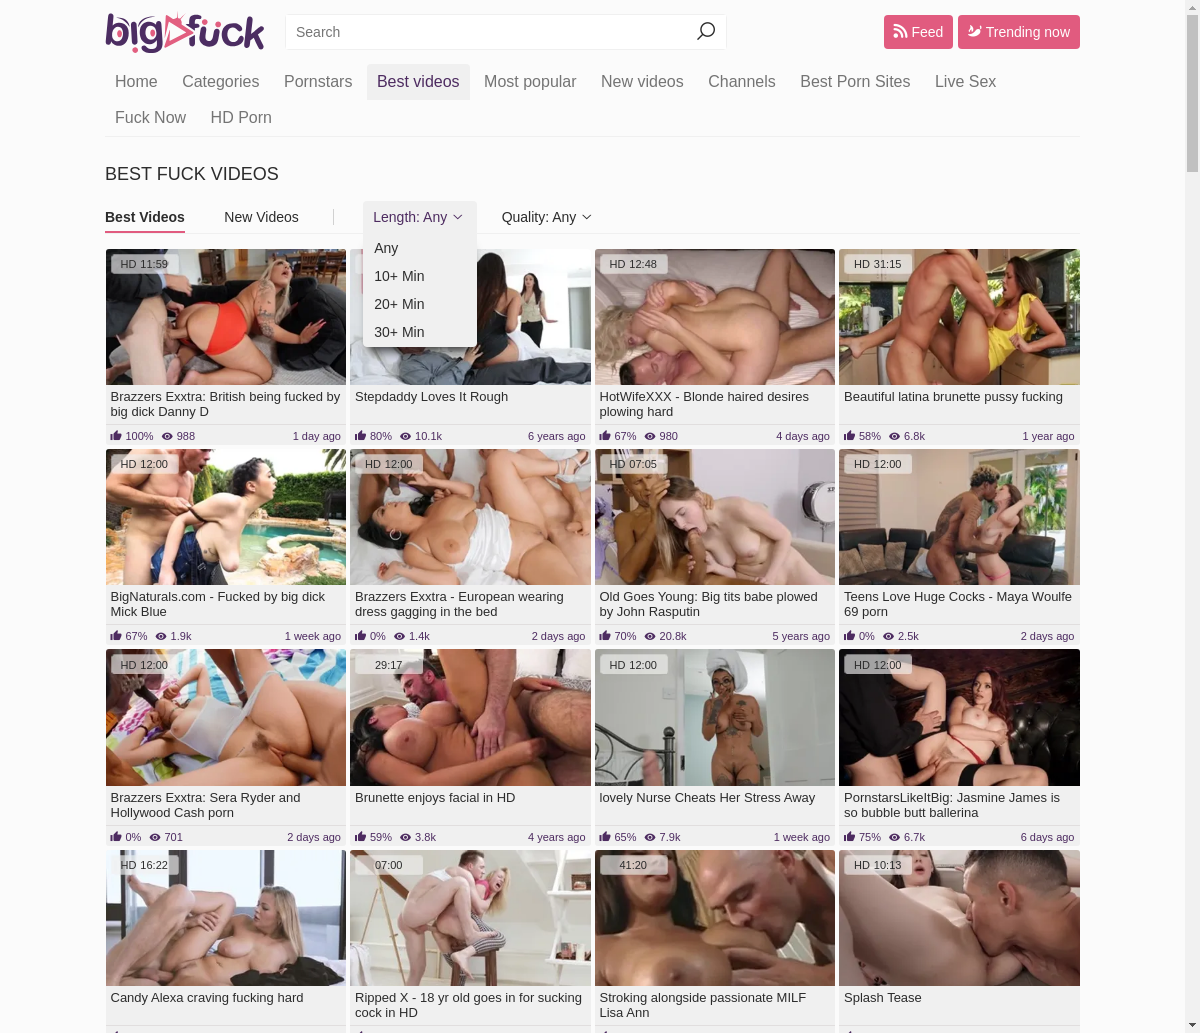 big fuck
Search
Feed
Trending now
Home Categories Pornstars Best videos Most popular New videos Channels Best Porn Sites Live Sex
Fuck Now HD Porn
BEST FUCK VIDEOS
Best Videos New Videos Length: Any Quality: Any
Any
10+ Min
20+ Min
30+ Min
HD 11:59
HD 12:48
HD 31:15
Brazzers Exxtra: British being fucked by
big dick Danny D
100% 988 1 day ago
Stepdaddy Loves It Rough
80% 10.1k 6 years ago
HotWifeXXX - Blonde haired desires
plowing hard
67% 980 4 days ago
Beautiful latina brunette pussy fucking
58% 6.8k 1 year ago
HD 12:00
HD 12:00
HD 07:05
HD 12:00
BigNaturals.com - Fucked by big dick
Mick Blue
67% 1.9k 1 week ago
Brazzers Exxtra - European wearing
dress gagging in the bed
0% 1.4k 2 days ago
Old Goes Young: Big tits babe plowed
by John Rasputin
70% 20.8k 5 years ago
Teens Love Huge Cocks - Maya Woulfe
69 porn
0% 2.5k 2 days ago
HD 12:00
29:17
HD 12:00
HD 12:00
Brazzers Exxtra: Sera Ryder and
Hollywood Cash porn
0% 701 2 days ago
Brunette enjoys facial in HD
59% 3.8k 4 years ago
lovely Nurse Cheats Her Stress Away
65% 7.9k 1 week ago
PornstarsLikeItBig: Jasmine James is
so bubble butt ballerina
75% 6.7k 6 days ago
HD 16:22
07:00
41:20
HD 10:13
Candy Alexa craving fucking hard
Ripped X - 18 yr old goes in for sucking
cock in HD
Stroking alongside passionate MILF
Lisa Ann
Splash Tease